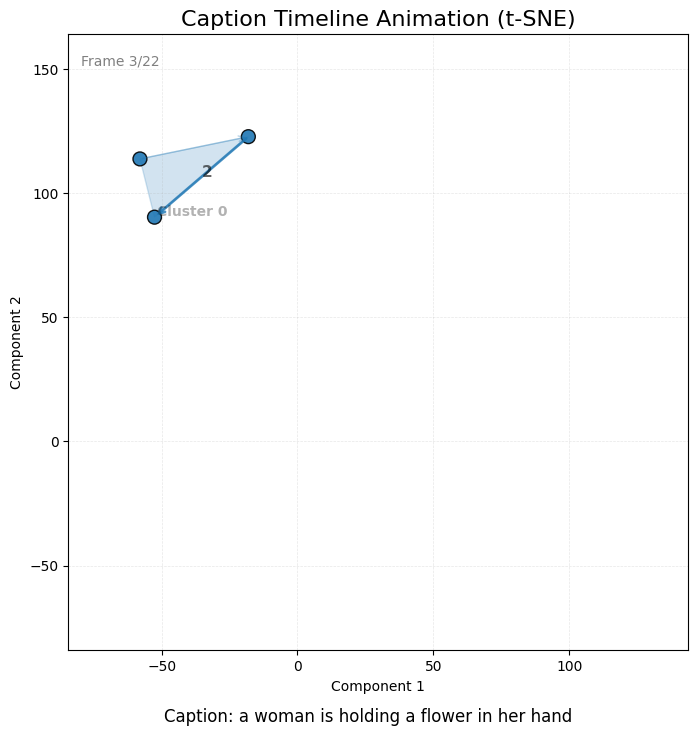 Caption Timeline Animation (t-SNE)
Frame 3/22
150
100
50
0
−50
2
Cluster 0
Component 2
−50
0
50
100
Component 1
Caption: a woman is holding a flower in her hand